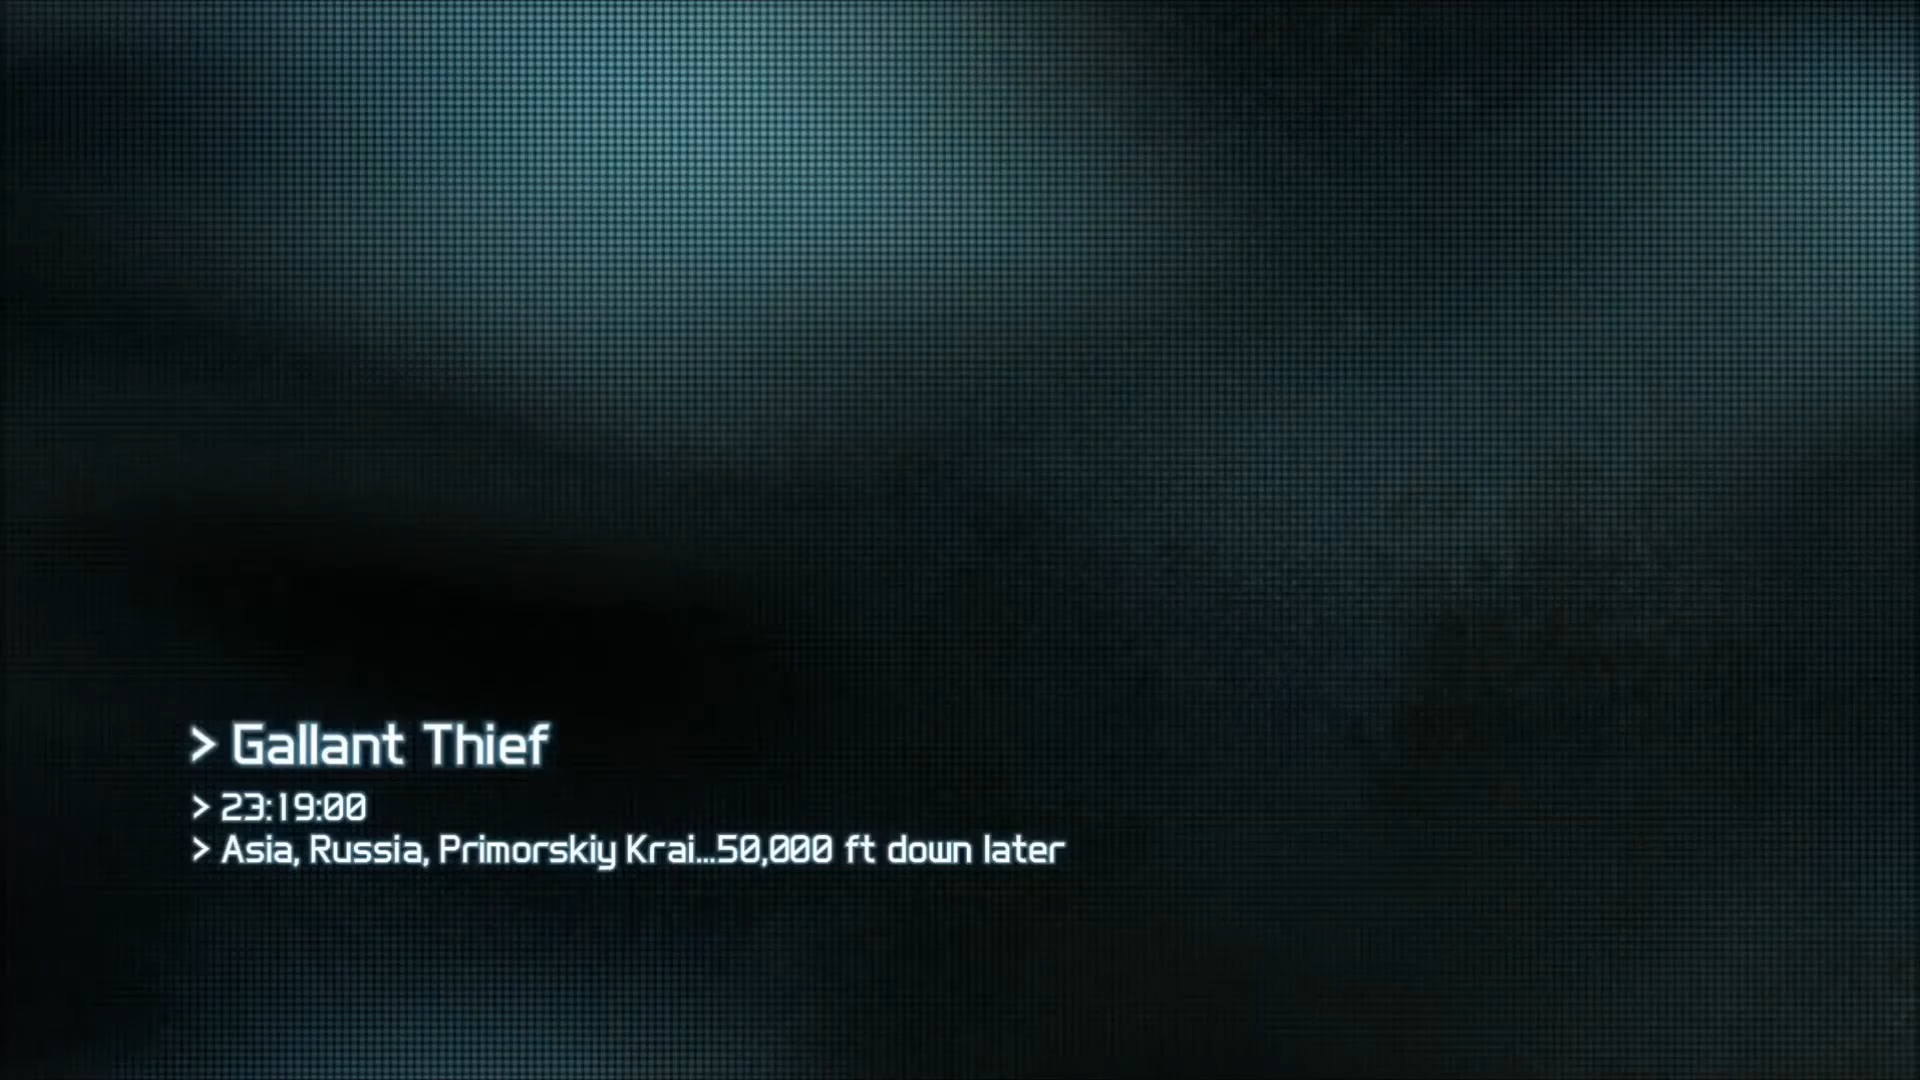 > Gallant Thief
> 23:19:00
> Asia, Russia, Primorskiy Krai...50,000 ft down later